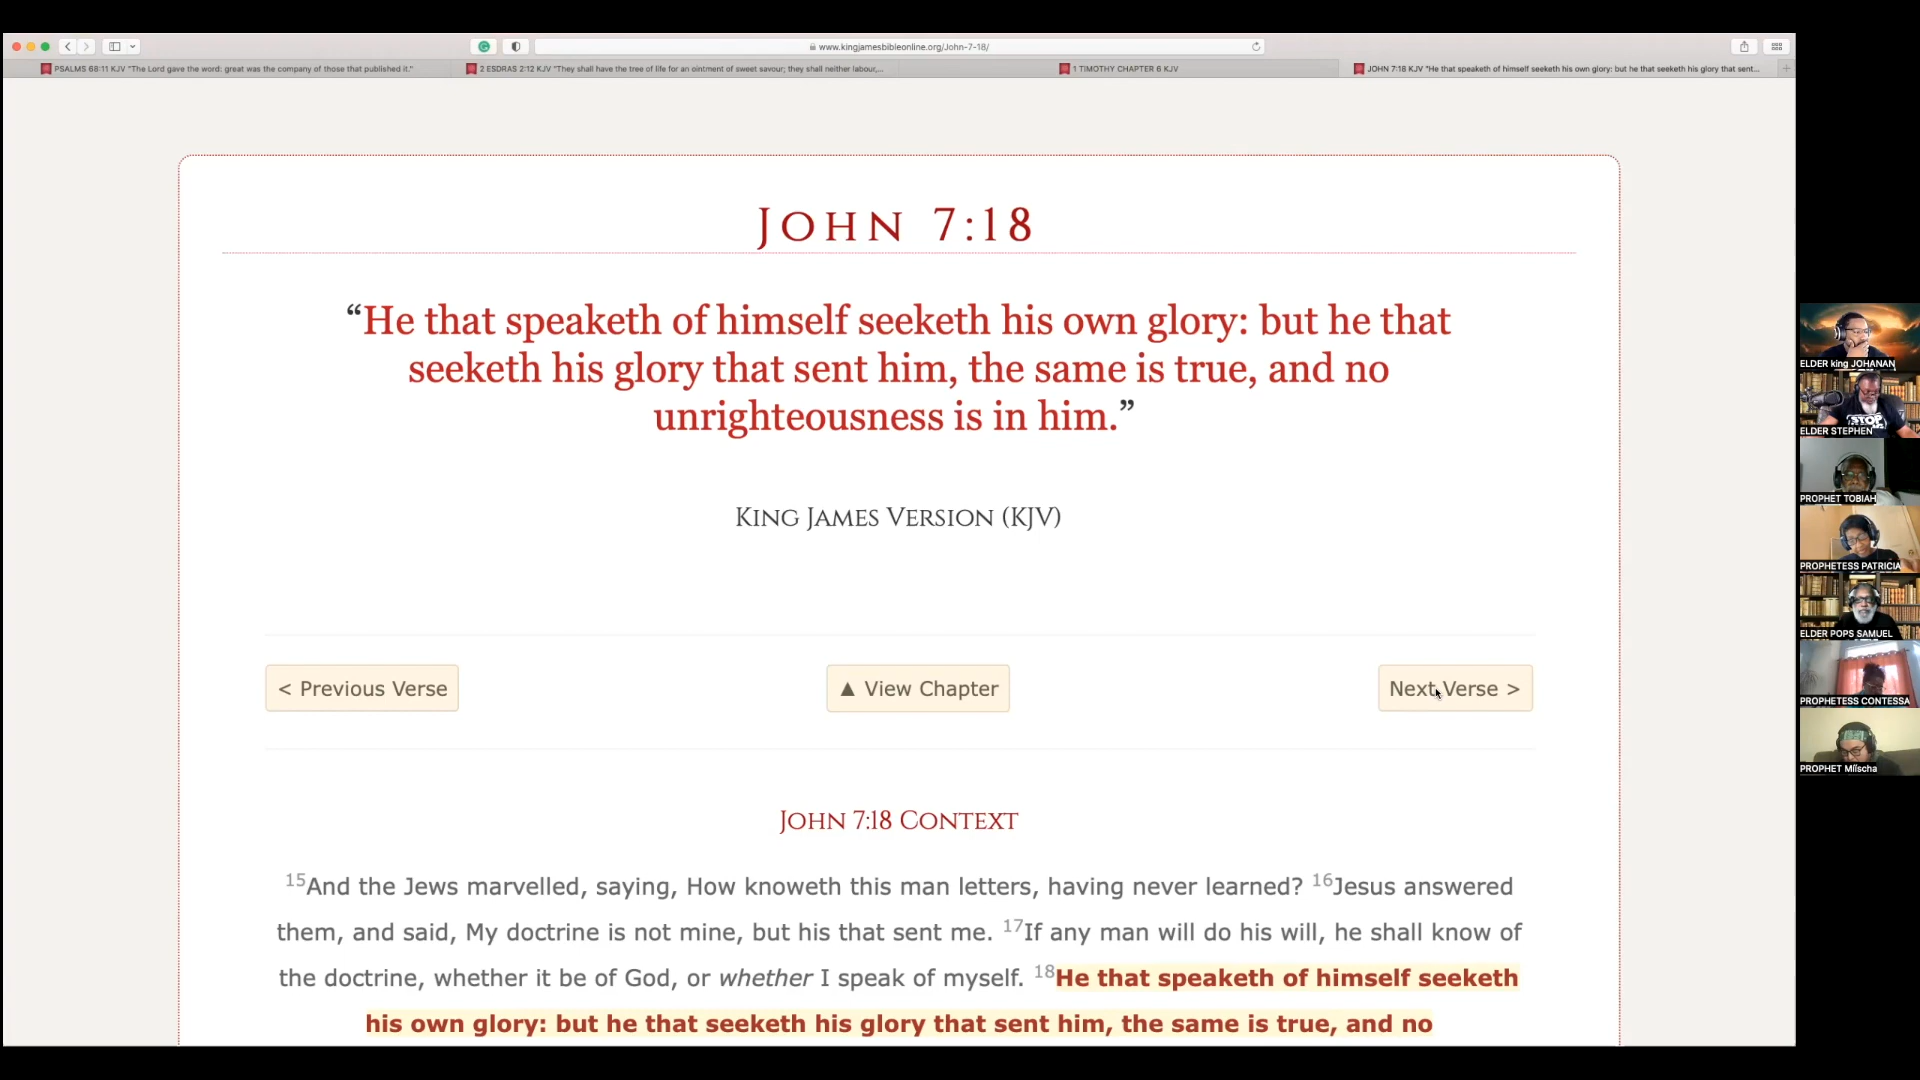 www.kingjamesbibleonline.org/John-7-18/
PSALMS 68:11 KJV "The Lord gave the word: great was the company of those that published it."
2 ESDRAS 2:12 KJV "They shall have the tree of life for an ointment of sweet savour; they shall neither labour,...
1 TIMOTHY CHAPTER 6 KJV
JOHN 7:18 KJV "He that speaketh of himself seeketh his own glory: but he that seeketh his glory that sent...
JOHN 7:18
“He that speaketh of himself seeketh his own glory: but he that
seeketh his glory that sent him, the same is true, and no
unrighteousness is in him.”
KING JAMES VERSION (KJV)
< Previous Verse
▲ View Chapter
Next Verse >
JOHN 7:18 CONTEXT
15And the Jews marvelled, saying, How knoweth this man letters, having never learned? 16Jesus answered
them, and said, My doctrine is not mine, but his that sent me. 17If any man will do his will, he shall know of
the doctrine, whether it be of God, or whether I speak of myself. 18He that speaketh of himself seeketh
his own glory: but he that seeketh his glory that sent him, the same is true, and no
ELDER king JOHANAN
STOP
ELDER STEPHEN
PROPHET TOBIAH
PROPHETESS PATRICIA
ELDER POPS SAMUEL
PROPHETESS CONTESSA
PROPHET Miischa